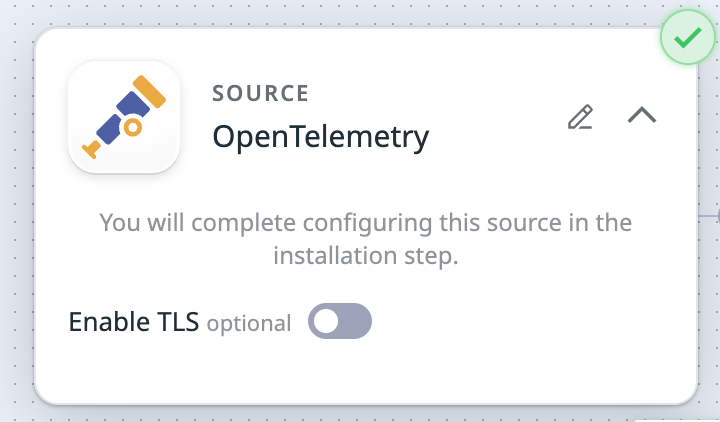 SOURCE
OpenTelemetry
You will complete configuring this source in the
installation step.
Enable TLS optional